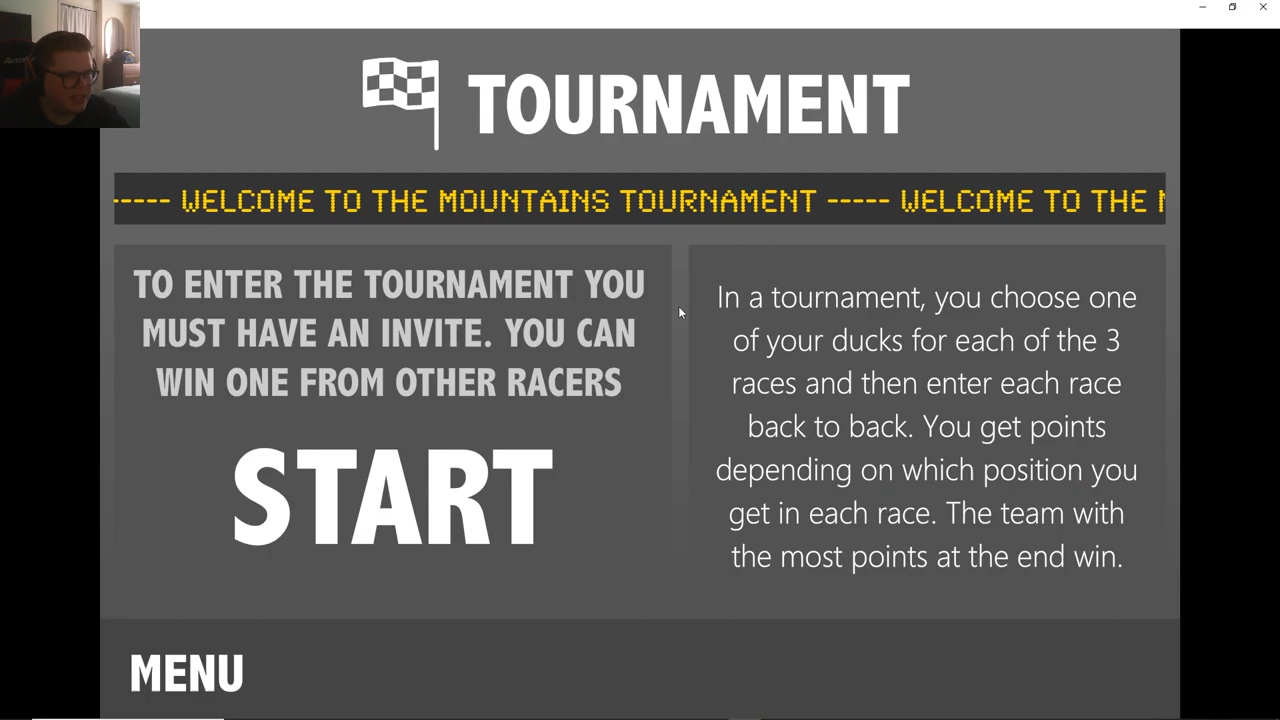 TOURNAMENT
----- WELCOME TO THE MOUNTAINS TOURNAMENT ----- WELCOME TO THE
TO ENTER THE TOURNAMENT YOU
MUST HAVE AN INVITE. YOU CAN
WIN ONE FROM OTHER RACERS
START
In a tournament, you choose one
of your ducks for each of the 3
races and then enter each race
back to back. You get points
depending on which position you
get in each race. The team with
the most points at the end win.
MENU